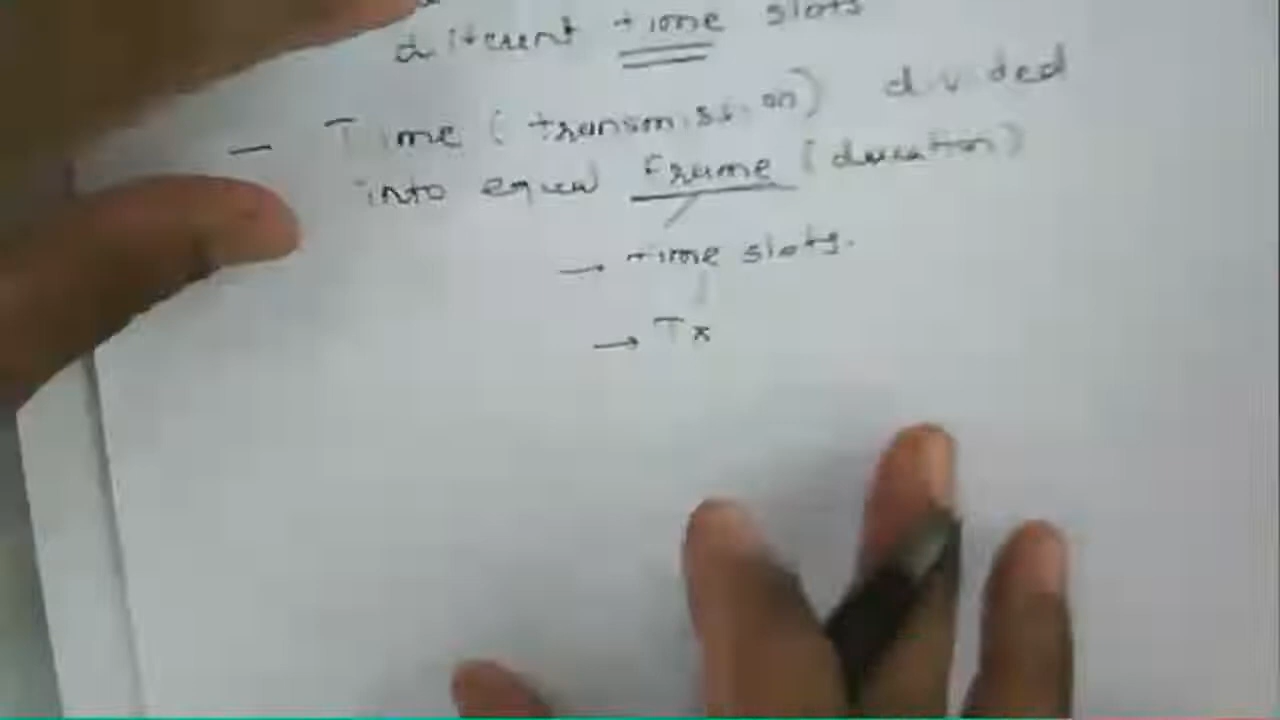 different time slots
- Time (transmission) divided
into equal Frame (duration)
→ time slots.
→ Tx